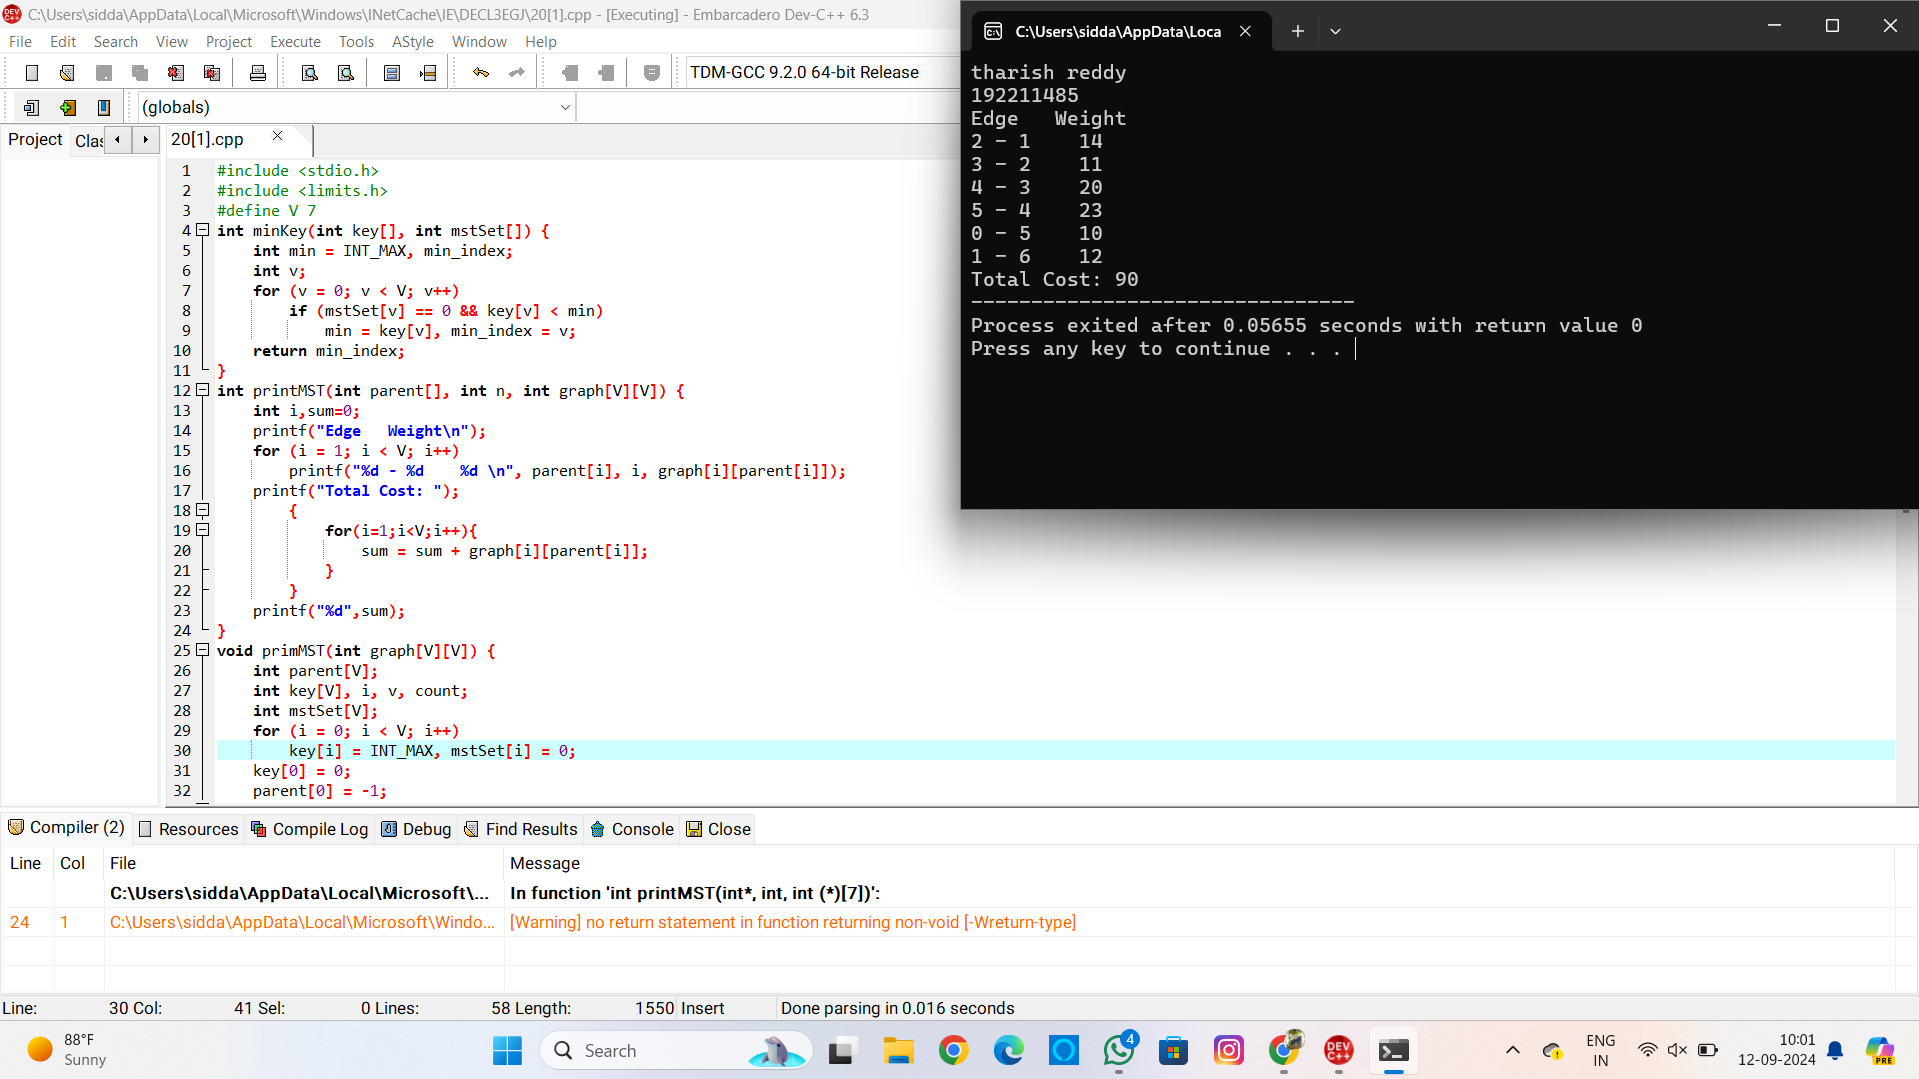 C:\Users\sidda\AppData\Local\Microsoft\Windows\INetCache\IE\DECL3EGJ\20[1].cpp - [Executing] - Embarcadero Dev-C++ 6.3
File Edit Search View Project Execute Tools AStyle Window Help
TDM-GCC 9.2.0 64-bit Release
(globals)
Project Clas 20[1].cpp
1 #include <stdio.h>
2 #include <limits.h>
3 #define V 7
4 int minKey(int key[], int mstSet[]) {
5 int min = INT_MAX, min_index;
6 int v;
7 for (v = 0; v < V; v++)
8 if (mstSet[v] == 0 && key[v] < min)
9 min = key[v], min_index = v;
10 return min_index;
11 }
12 int printMST(int parent[], int n, int graph[V][V]) {
13 int i,sum=0;
14 printf("Edge   Weight\n");
15 for (i = 1; i < V; i++)
16 printf("%d - %d    %d \n", parent[i], i, graph[i][parent[i]]);
17 printf("Total Cost: ");
18 {
19 for(i=1;i<V;i++){
20 sum = sum + graph[i][parent[i]];
21 }
22 }
23 printf("%d",sum);
24 }
25 void primMST(int graph[V][V]) {
26 int parent[V];
27 int key[V], i, v, count;
28 int mstSet[V];
29 for (i = 0; i < V; i++)
30 key[i] = INT_MAX, mstSet[i] = 0;
31 key[0] = 0;
32 parent[0] = -1;
C:\Users\sidda\AppData\Loca
tharish reddy
192211485
Edge   Weight
2 - 1    14
3 - 2    11
4 - 3    20
5 - 4    23
0 - 5    10
1 - 6    12
Total Cost: 90
--------------------------------
Process exited after 0.05655 seconds with return value 0
Press any key to continue . . .
Compiler (2) Resources Compile Log Debug Find Results Console Close
Line Col File Message
C:\Users\sidda\AppData\Local\Microsoft\... In function 'int printMST(int*, int, int (*)[7])':
24 1 C:\Users\sidda\AppData\Local\Microsoft\Windo... [Warning] no return statement in function returning non-void [-Wreturn-type]
Line: 30 Col: 41 Sel: 0 Lines: 58 Length: 1550 Insert Done parsing in 0.016 seconds
88°F
Sunny
Search
4
DEV C++
PRE
ENG
IN
10:01
12-09-2024